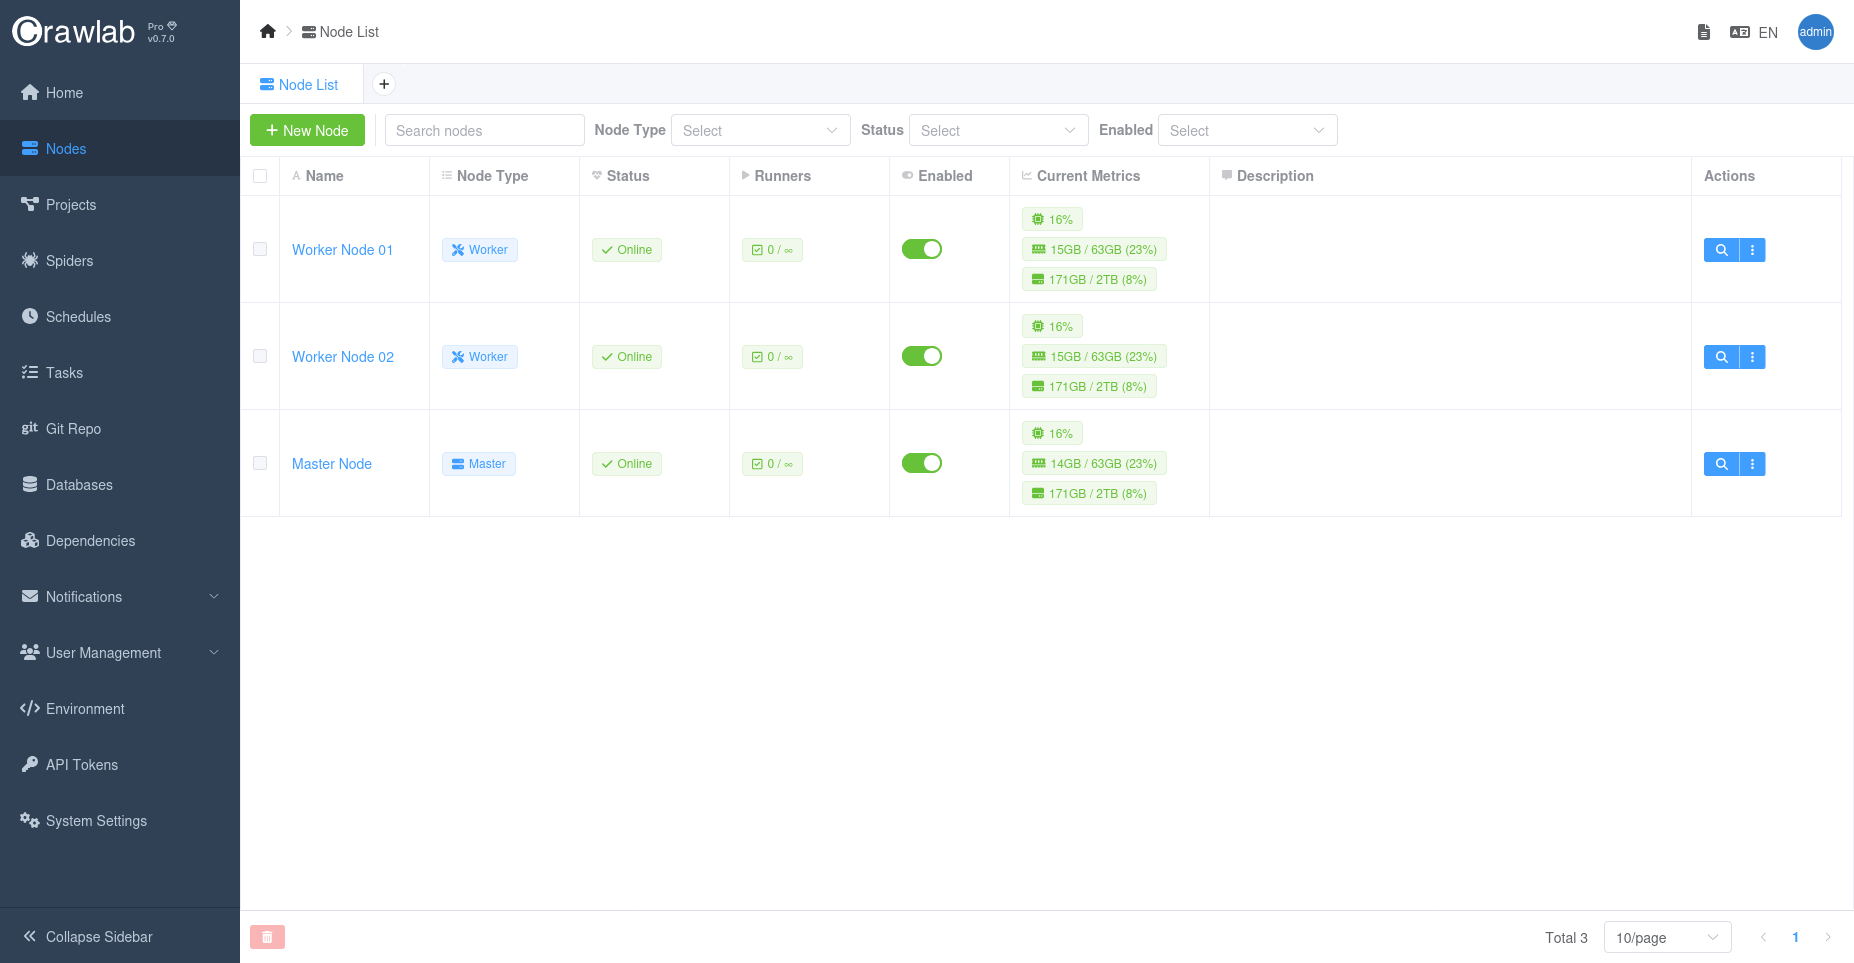 Crawlab Pro v0.7.0
Home
Nodes
Projects
Spiders
Schedules
Tasks
git Git Repo
Databases
Dependencies
Notifications
User Management
Environment
API Tokens
System Settings
Collapse Sidebar
Node List
EN
admin
Node List
+ New Node Search nodes Node Type Select Status Select Enabled Select
Name Node Type Status Runners Enabled Current Metrics Description Actions
Worker Node 01 Worker Online 0 / ∞
16%
15GB / 63GB (23%)
171GB / 2TB (8%)
Worker Node 02 Worker Online 0 / ∞
16%
15GB / 63GB (23%)
171GB / 2TB (8%)
Master Node Master Online 0 / ∞
16%
14GB / 63GB (23%)
171GB / 2TB (8%)
Total 3 10/page 1